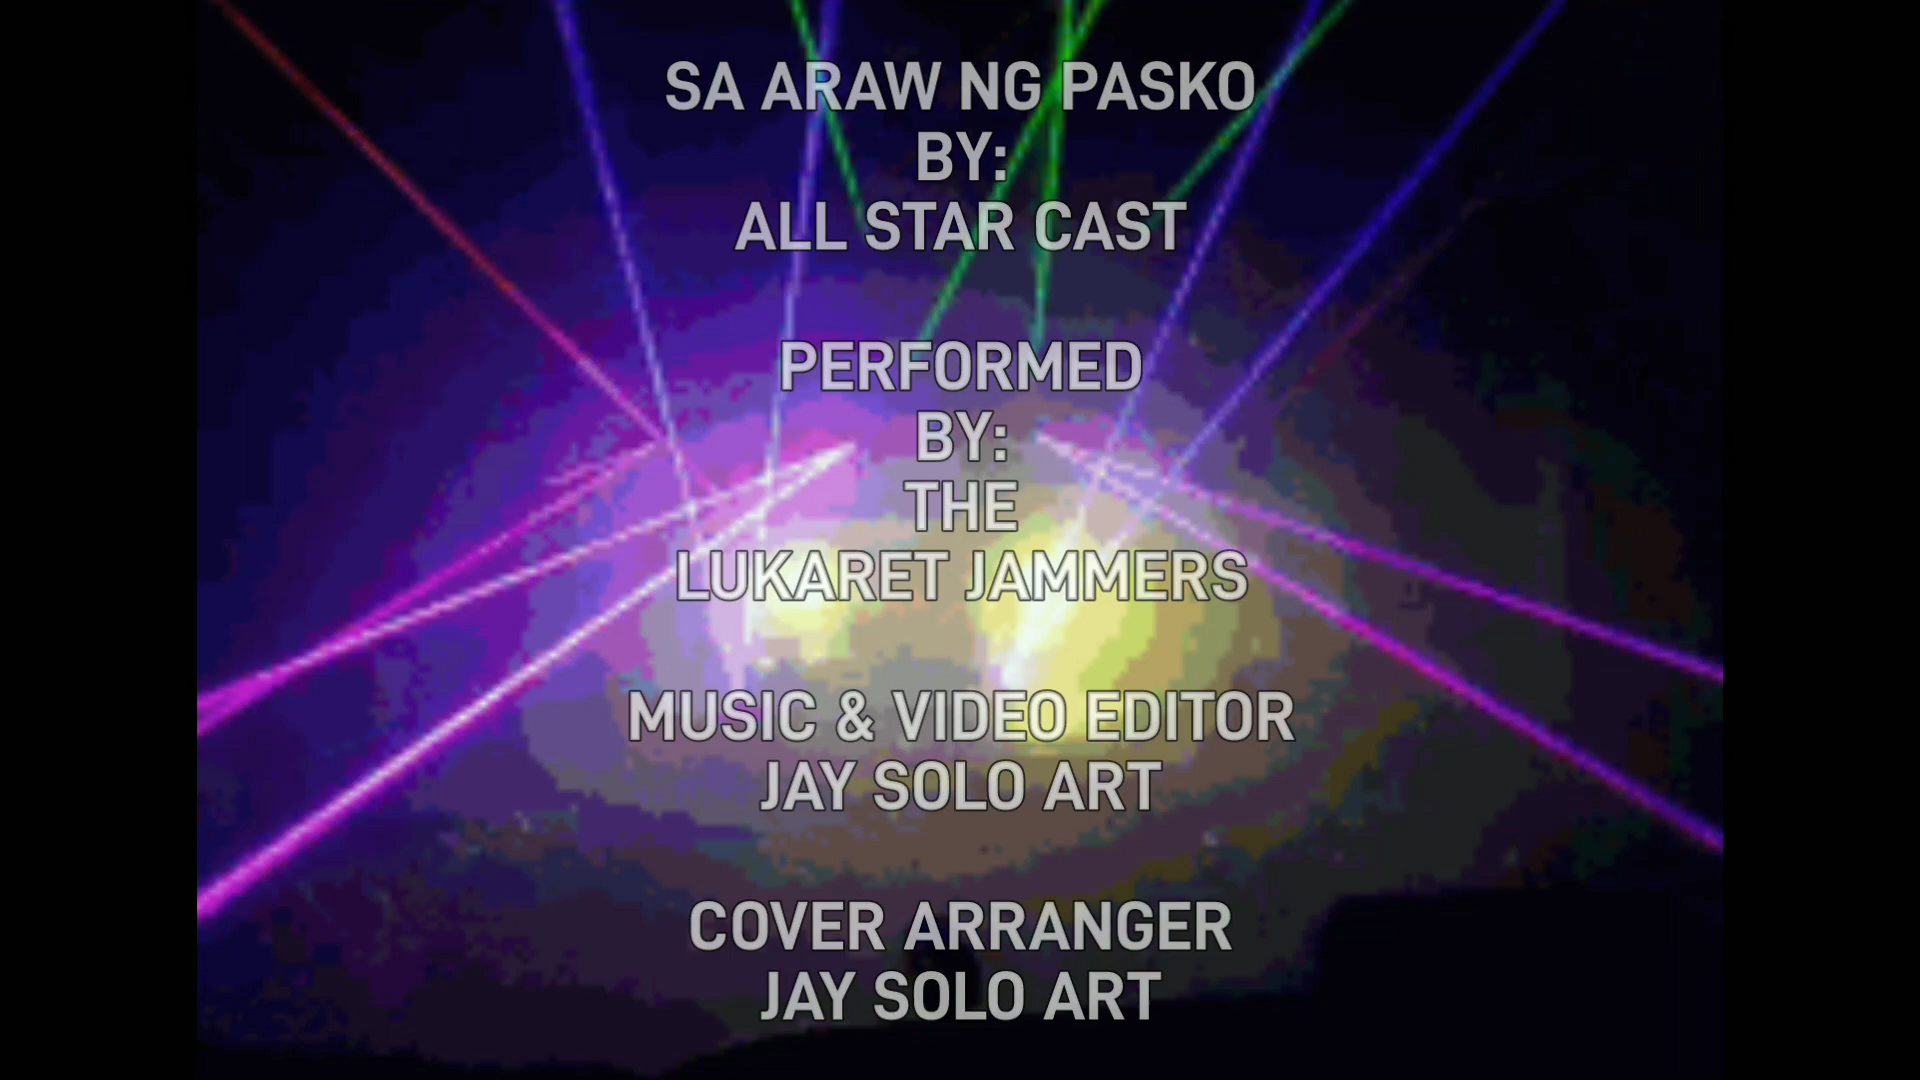 SA ARAW NG PASKO
BY:
ALL STAR CAST
PERFORMED
BY:
THE
LUKARET JAMMERS
MUSIC & VIDEO EDITOR
JAY SOLO ART
COVER ARRANGER
JAY SOLO ART